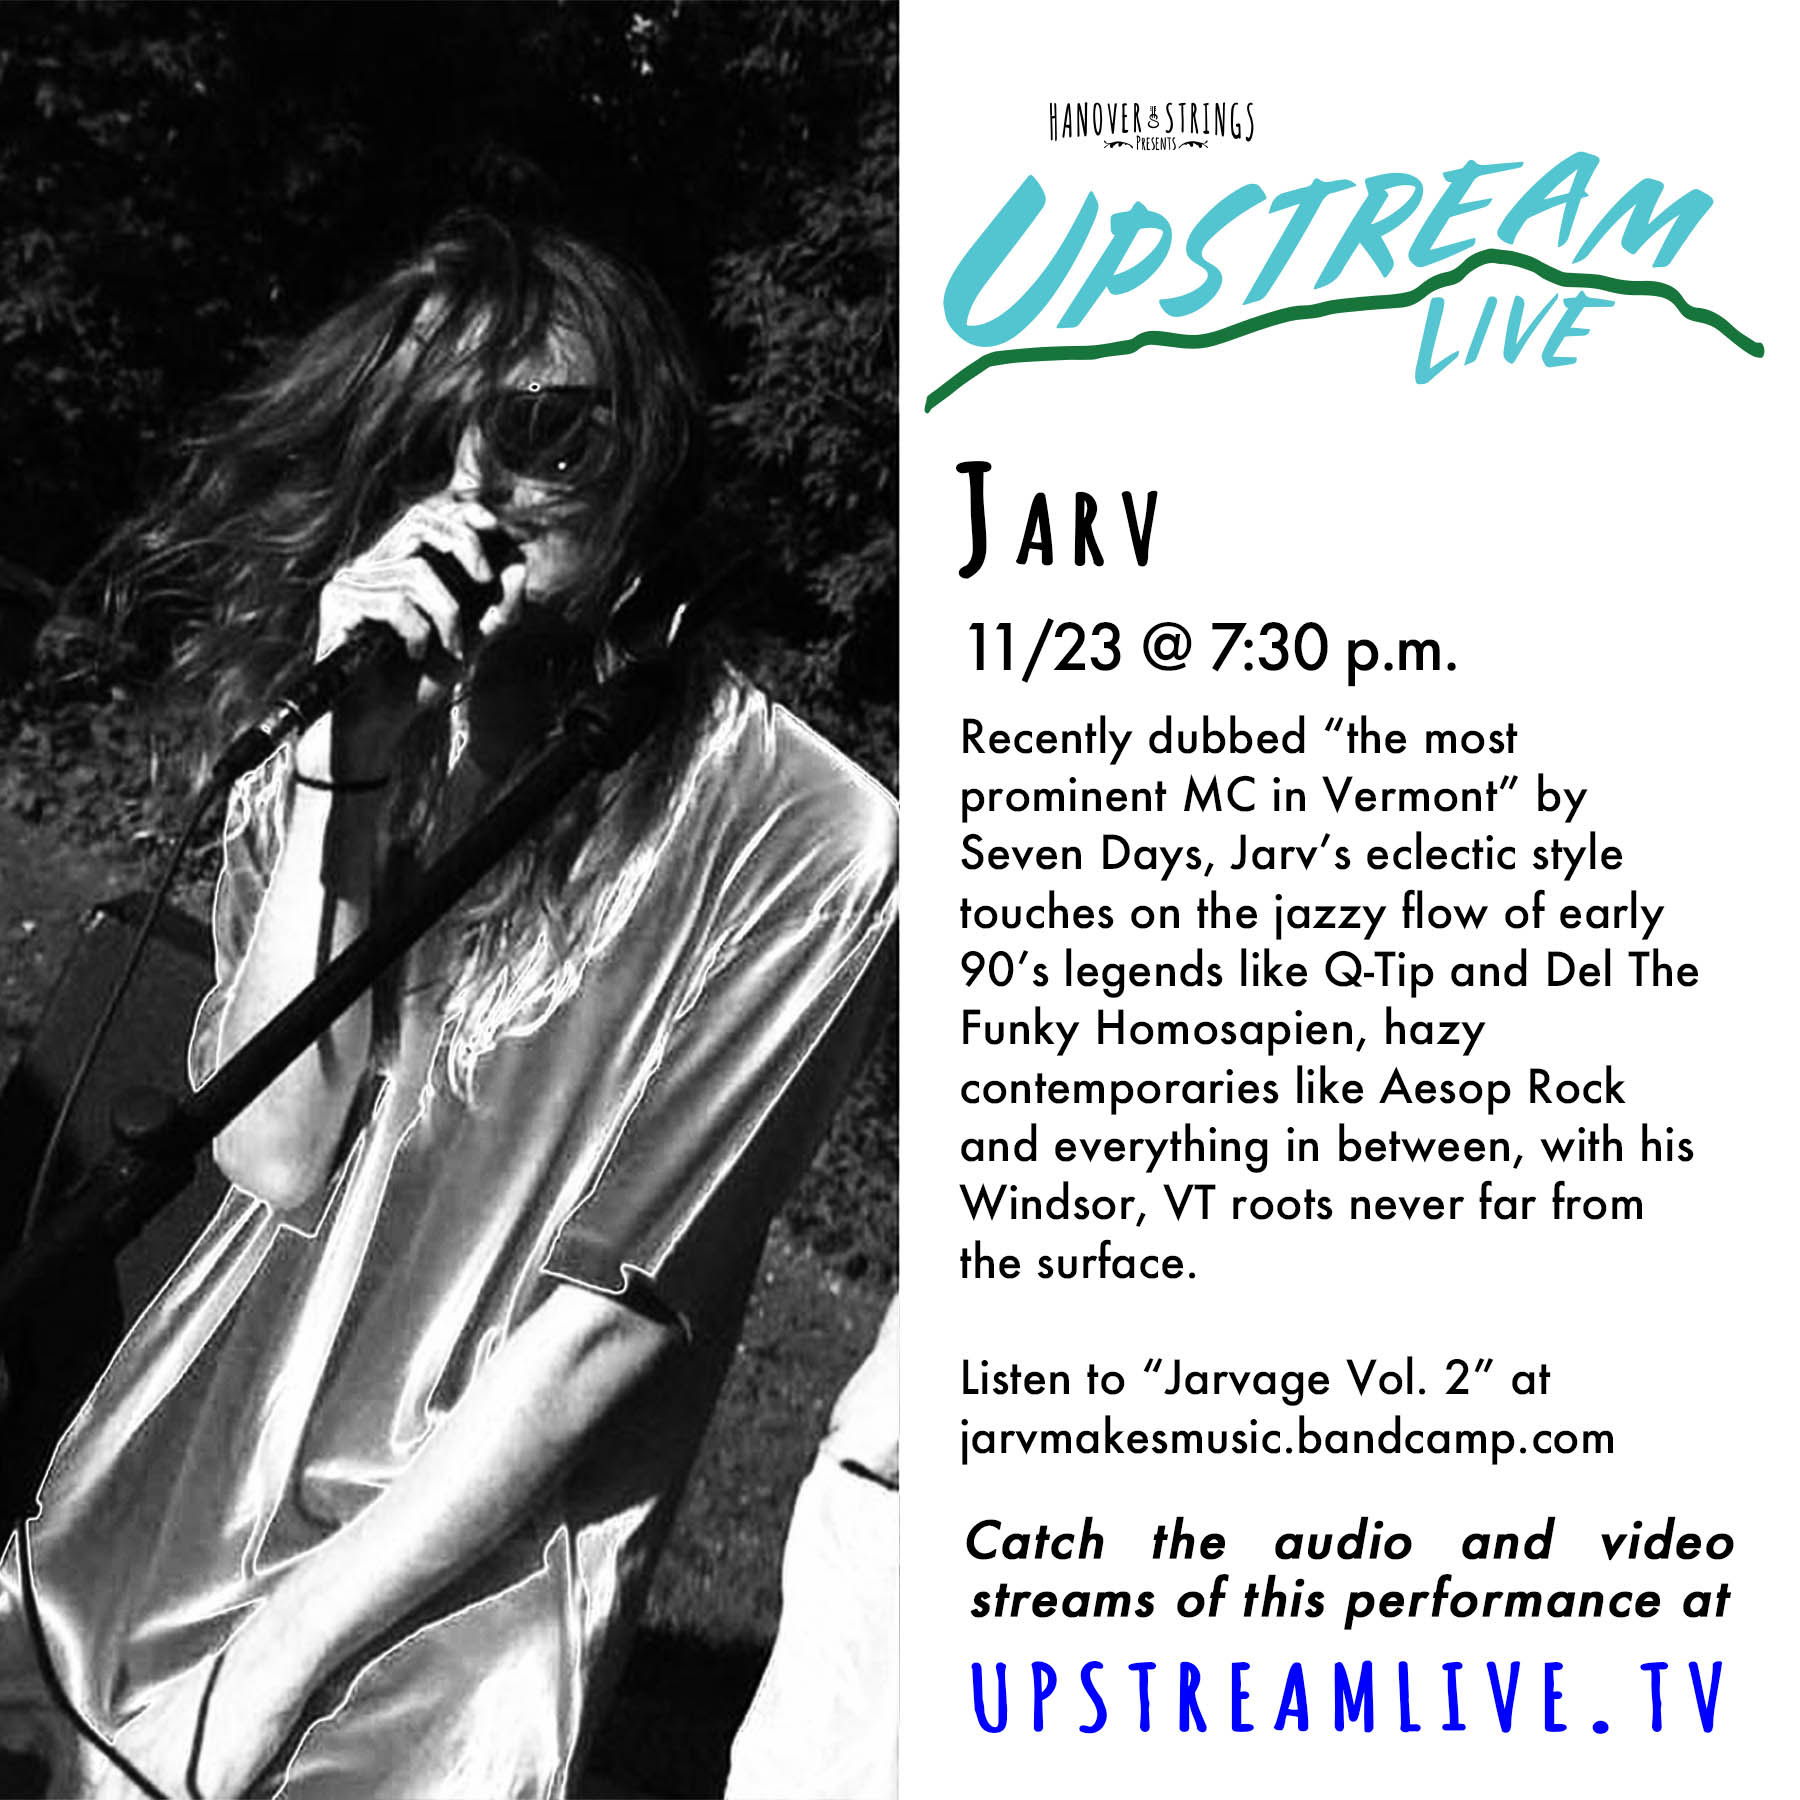 HANOVER STRINGS
PRESENTS
UPSTREAM
LIVE
JARV
11/23 @ 7:30 p.m.
Recently dubbed “the most
prominent MC in Vermont” by
Seven Days, Jarv’s eclectic style
touches on the jazzy flow of early
90’s legends like Q-Tip and Del The
Funky Homosapien, hazy
contemporaries like Aesop Rock
and everything in between, with his
Windsor, VT roots never far from
the surface.
Listen to “Jarvage Vol. 2” at
jarvmakesmusic.bandcamp.com
Catch the audio and video
streams of this performance at
UPSTREAMLIVE.TV